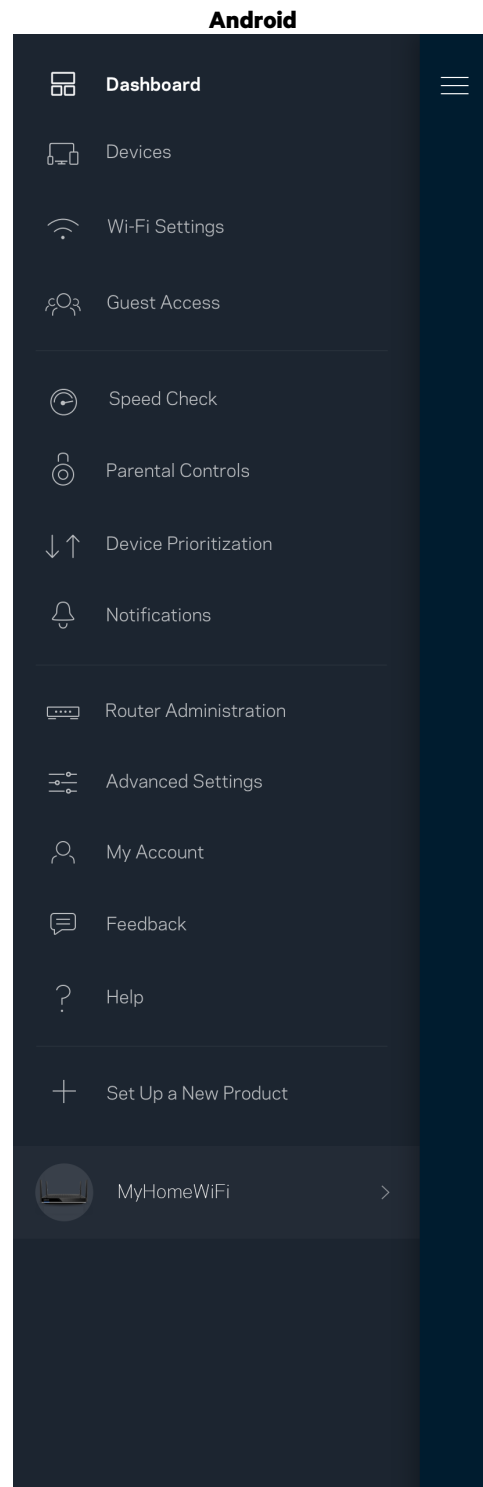 Android
Dashboard
Devices
Wi-Fi Settings
Guest Access
Speed Check
Parental Controls
Device Prioritization
Notifications
Router Administration
Advanced Settings
My Account
Feedback
Help
Set Up a New Product
MyHomeWiFi